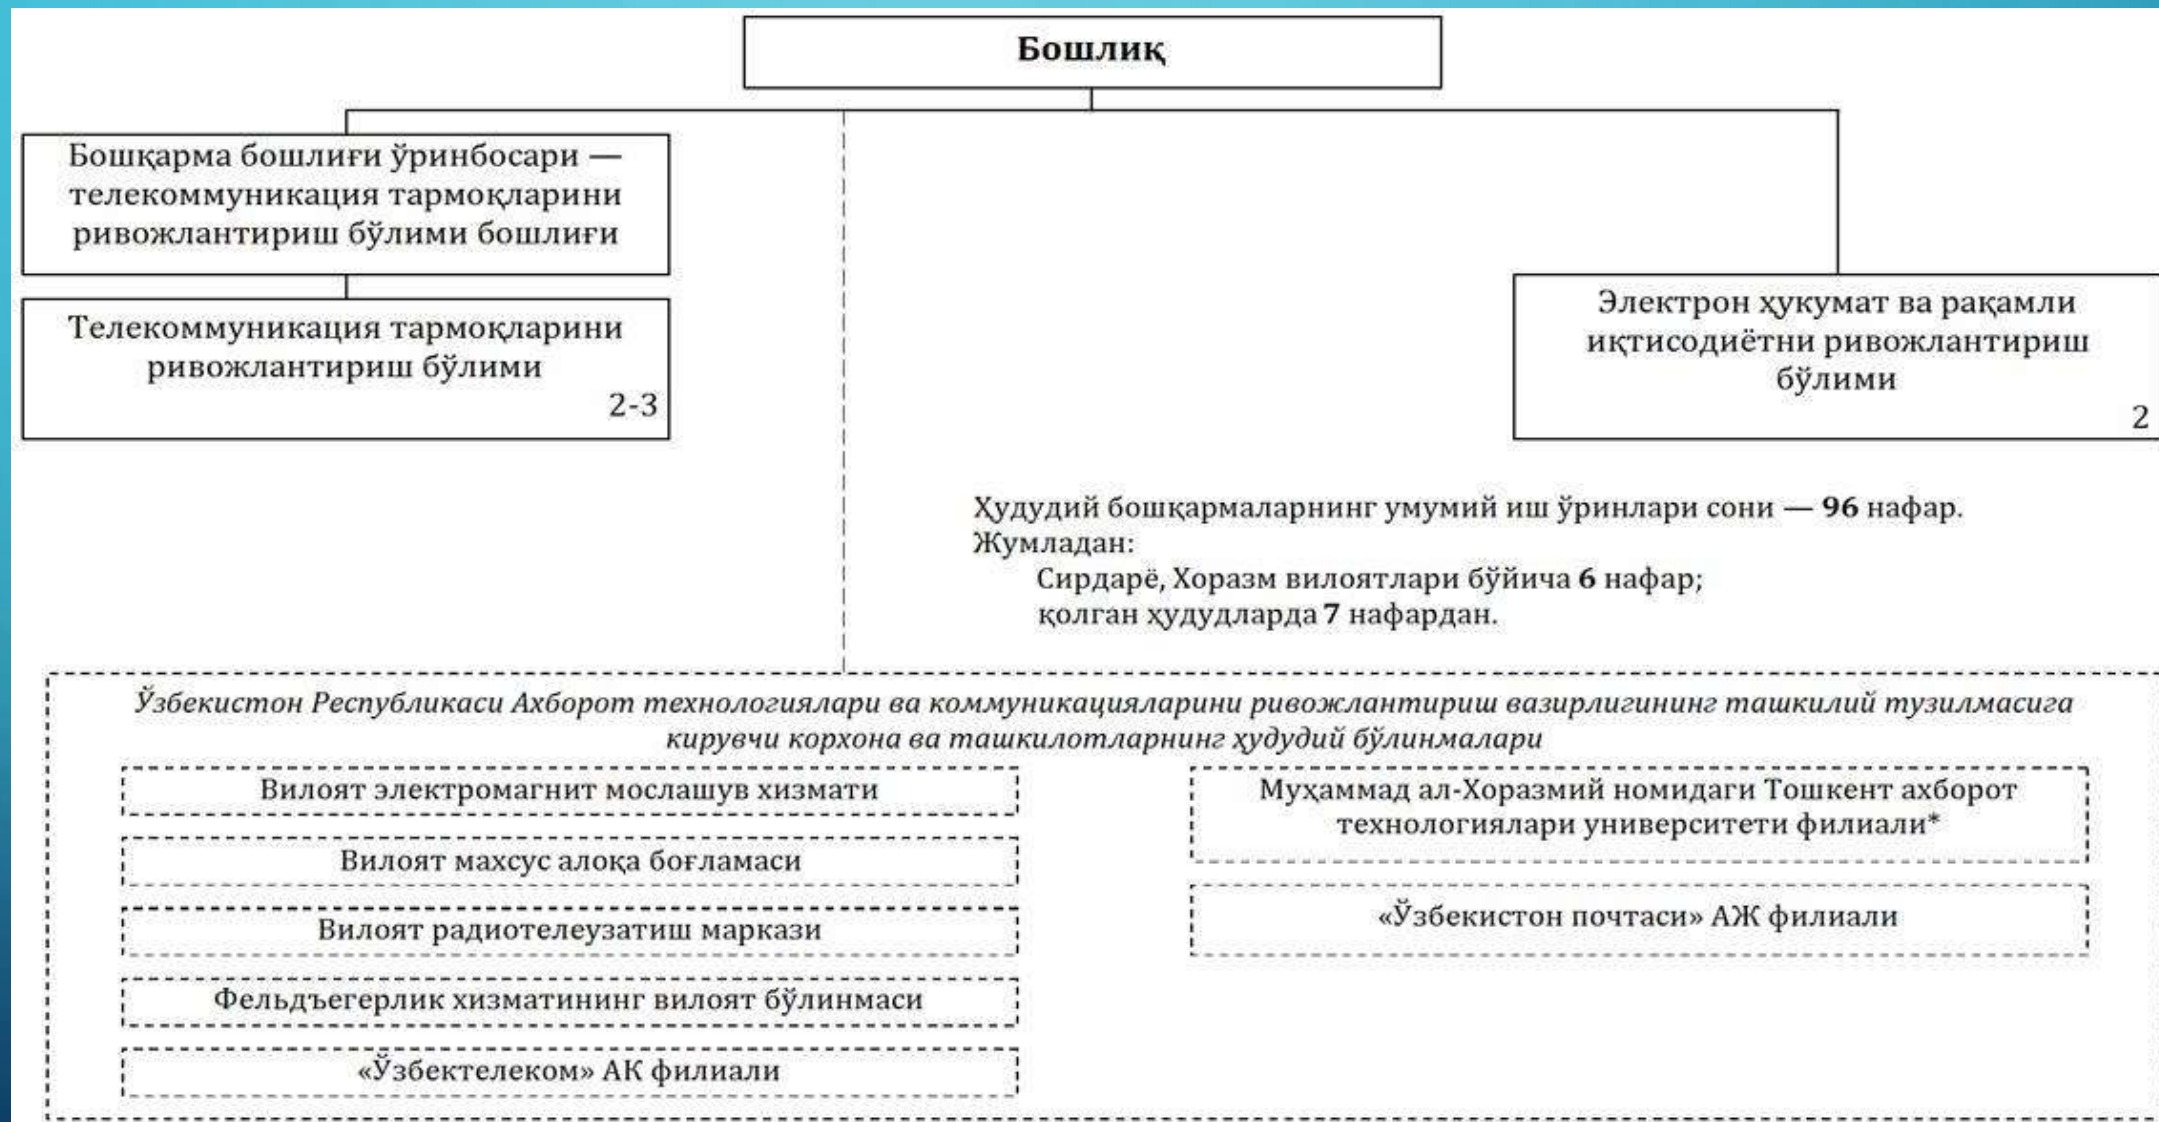 Бошлиқ
Бошқарма бошлиғи ўринбосари —
телекоммуникация тармоқларини
ривожлантириш бўлими бошлиғи
Телекоммуникация тармоқларини
ривожлантириш бўлими
2-3
Электрон ҳукумат ва рақамли
иқтисодиётни ривожлантириш
бўлими
2
Ҳудудий бошқармаларнинг умумий иш ўринлари сони — 96 нафар.
Жумладан:
Сирдарё, Хоразм вилоятлари бўйича 6 нафар;
қолган ҳудудларда 7 нафардан.
Ўзбекистон Республикаси Ахборот технологиялари ва коммуникацияларини ривожлантириш вазирлигининг ташкилий тузилмасига
кирувчи корхона ва ташкилотларнинг ҳудудий бўлинмалари
Вилоят электромагнит мослашув хизмати
Вилоят махсус алоқа боғламаси
Вилоят радиотелеузатиш маркази
Фельдъегерлик хизматининг вилоят бўлинмаси
«Ўзбектелеком» АК филиали
Муҳаммад ал-Хоразмий номидаги Тошкент ахборот
технологиялари университети филиали*
«Ўзбекистон почтаси» АЖ филиали